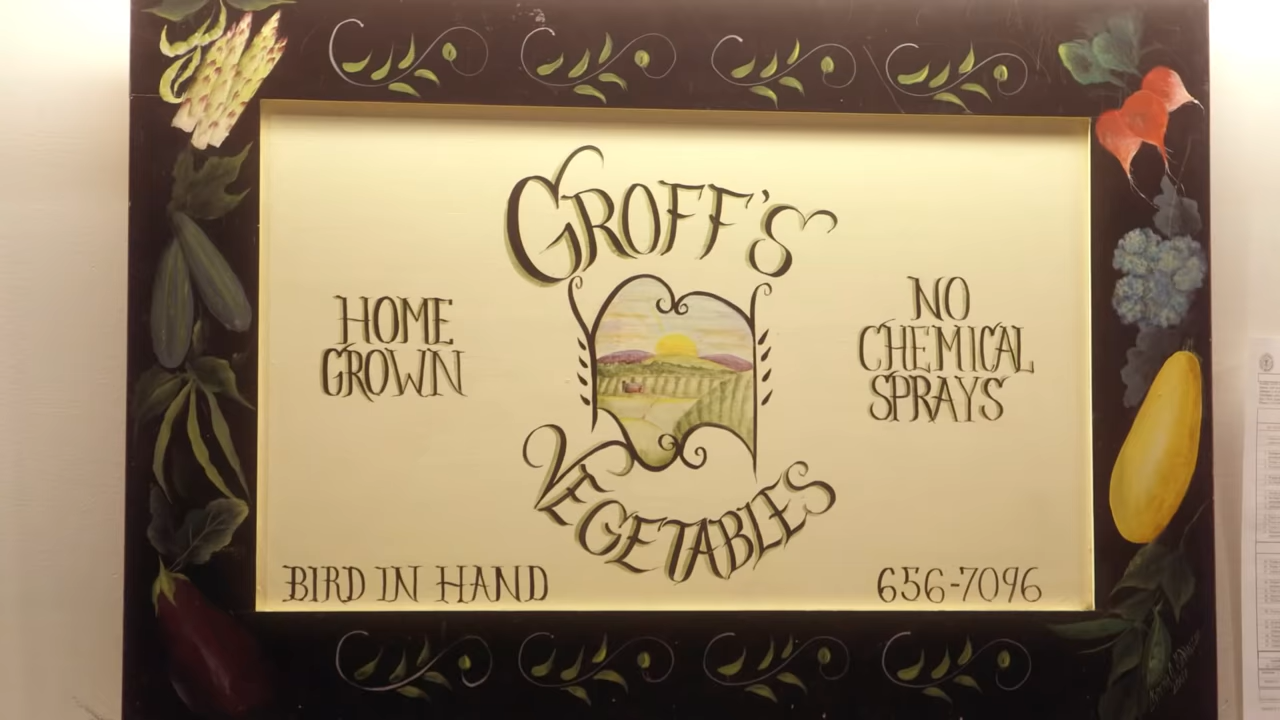 GROFF'S
HOME
GROWN
NO
CHEMICAL
SPRAYS
VEGETABLES
BIRD IN HAND
656-7096